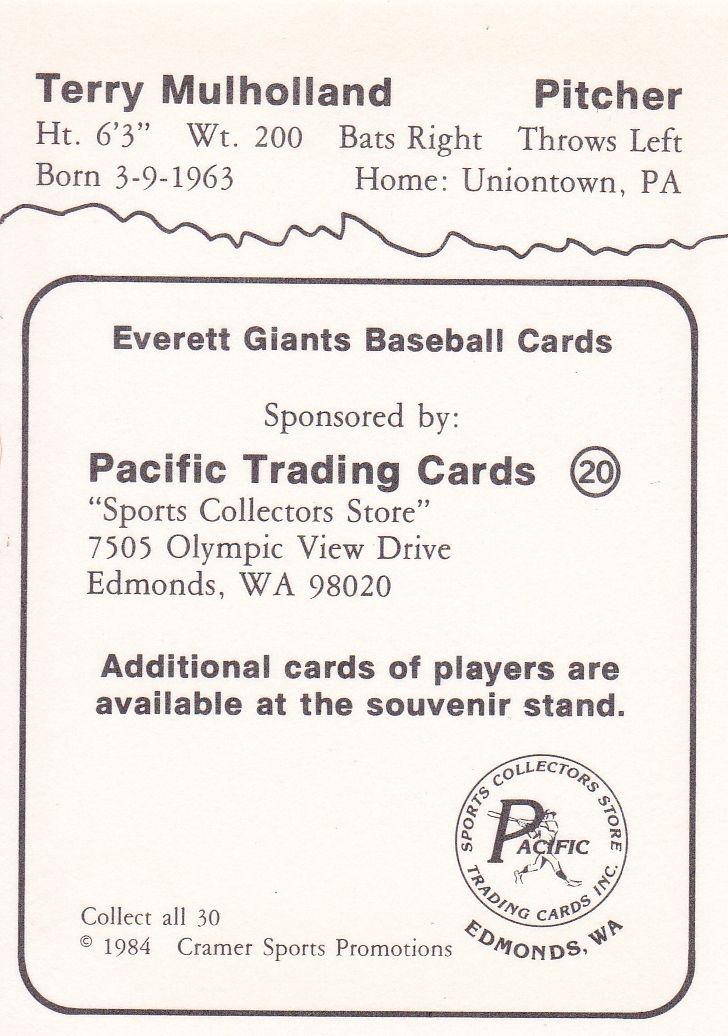 Terry Mulholland Pitcher
Ht. 6'3" Wt. 200 Bats Right Throws Left
Born 3-9-1963 Home: Uniontown, PA
Everett Giants Baseball Cards
Sponsored by:
Pacific Trading Cards 20
“Sports Collectors Store”
7505 Olympic View Drive
Edmonds, WA 98020
Additional cards of players are
available at the souvenir stand.
SPORTS COLLECTORS STORE
PACIFIC
TRADING CARDS INC.
EDMONDS, WA
Collect all 30
© 1984 Cramer Sports Promotions